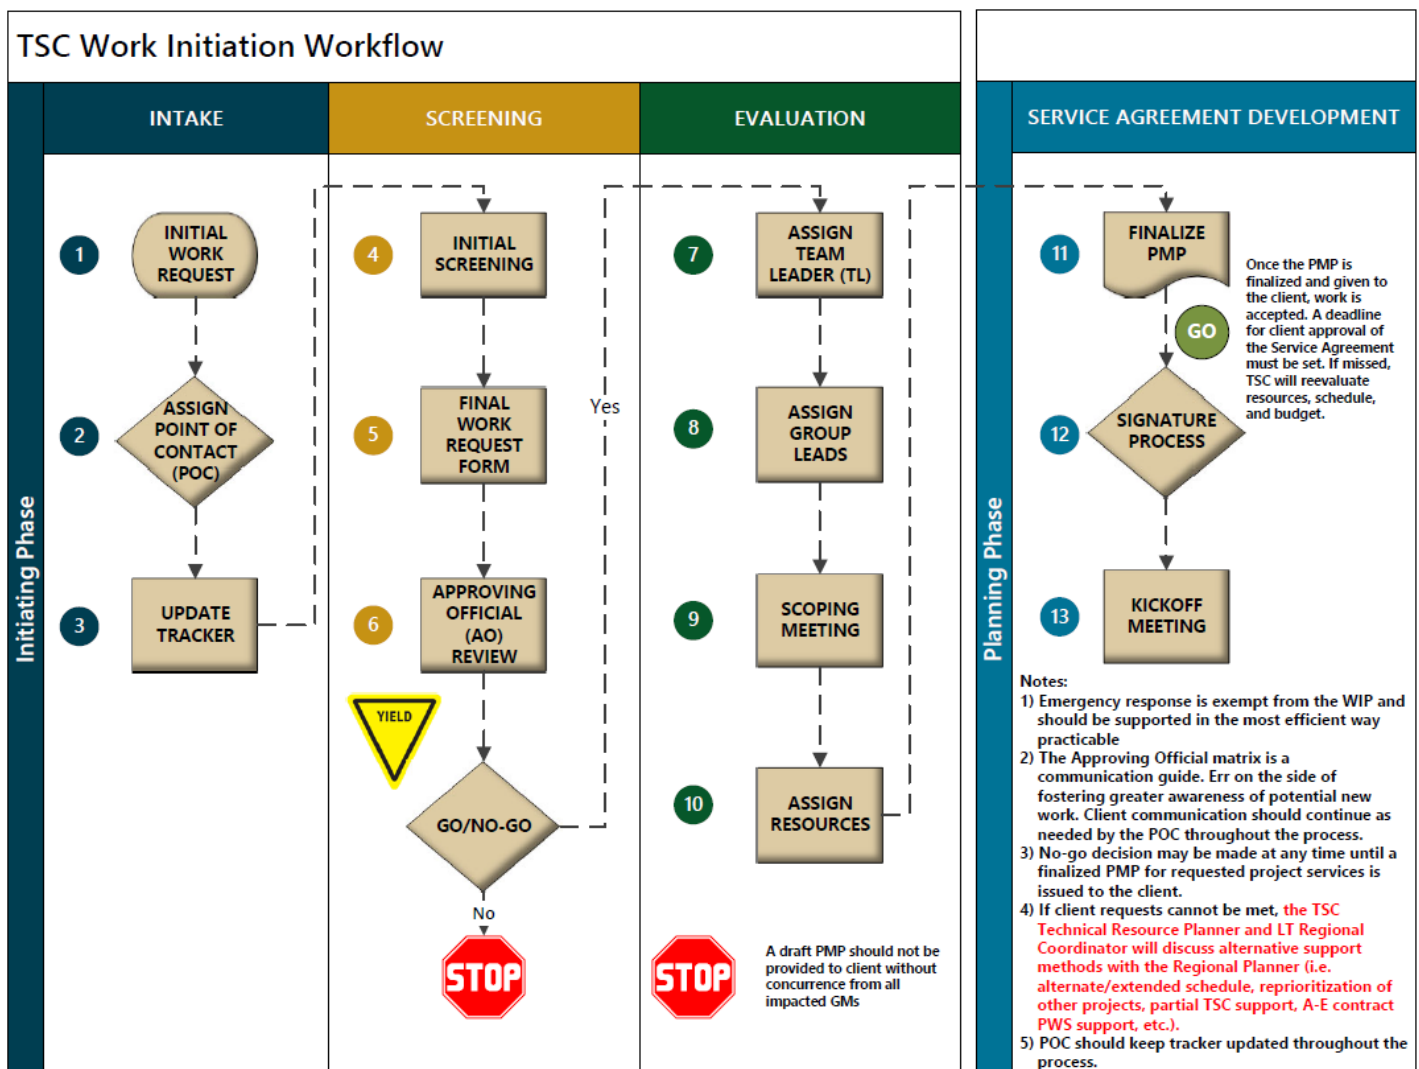 TSC Work Initiation Workflow
INTAKE
SCREENING
EVALUATION
SERVICE AGREEMENT DEVELOPMENT
Initiating Phase
1
INITIAL
WORK
REQUEST
2
ASSIGN
POINT OF
CONTACT
(POC)
3
UPDATE
TRACKER
4
INITIAL
SCREENING
5
FINAL
WORK
REQUEST
FORM
6
APPROVING
OFFICIAL
(AO)
REVIEW
YIELD
GO/NO-GO
Yes
No
STOP
7
ASSIGN
TEAM
LEADER (TL)
8
ASSIGN
GROUP
LEADS
9
SCOPING
MEETING
10
ASSIGN
RESOURCES
STOP
A draft PMP should not be
provided to client without
concurrence from all
impacted GMs
Planning Phase
11
FINALIZE
PMP
GO
Once the PMP is
finalized and given to
the client, work is
accepted. A deadline
for client approval of
the Service Agreement
must be set. If missed,
TSC will reevaluate
resources, schedule,
and budget.
12
SIGNATURE
PROCESS
13
KICKOFF
MEETING
Notes:
1) Emergency response is exempt from the WIP and
should be supported in the most efficient way
practicable
2) The Approving Official matrix is a
communication guide. Err on the side of
fostering greater awareness of potential new
work. Client communication should continue as
needed by the POC throughout the process.
3) No-go decision may be made at any time until a
finalized PMP for requested project services is
issued to the client.
4) If client requests cannot be met, the TSC
Technical Resource Planner and LT Regional
Coordinator will discuss alternative support
methods with the Regional Planner (i.e.
alternate/extended schedule, reprioritization of
other projects, partial TSC support, A-E contract
PWS support, etc.).
5) POC should keep tracker updated throughout the
process.